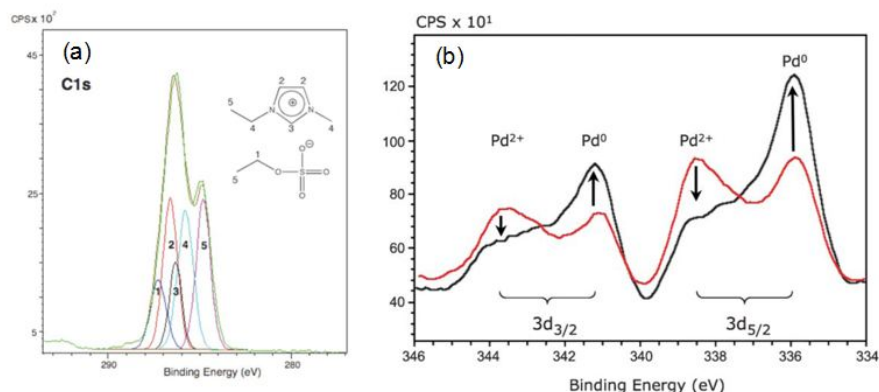 CPS x 10⁷
(a)
C1s
45
25
5
2 2
5
N ⊕ N
4 3 4
1 O⊖
5 O S O
O
2
4
5
1
3
290
280
Binding Energy (eV)
CPS x 10¹
(b)
Pd⁰
Pd²⁺ Pd⁰ Pd²⁺
120
100
80
60
40
3d₃/₂
3d₅/₂
346 344 342 340 338 336 334
Binding Energy (eV)